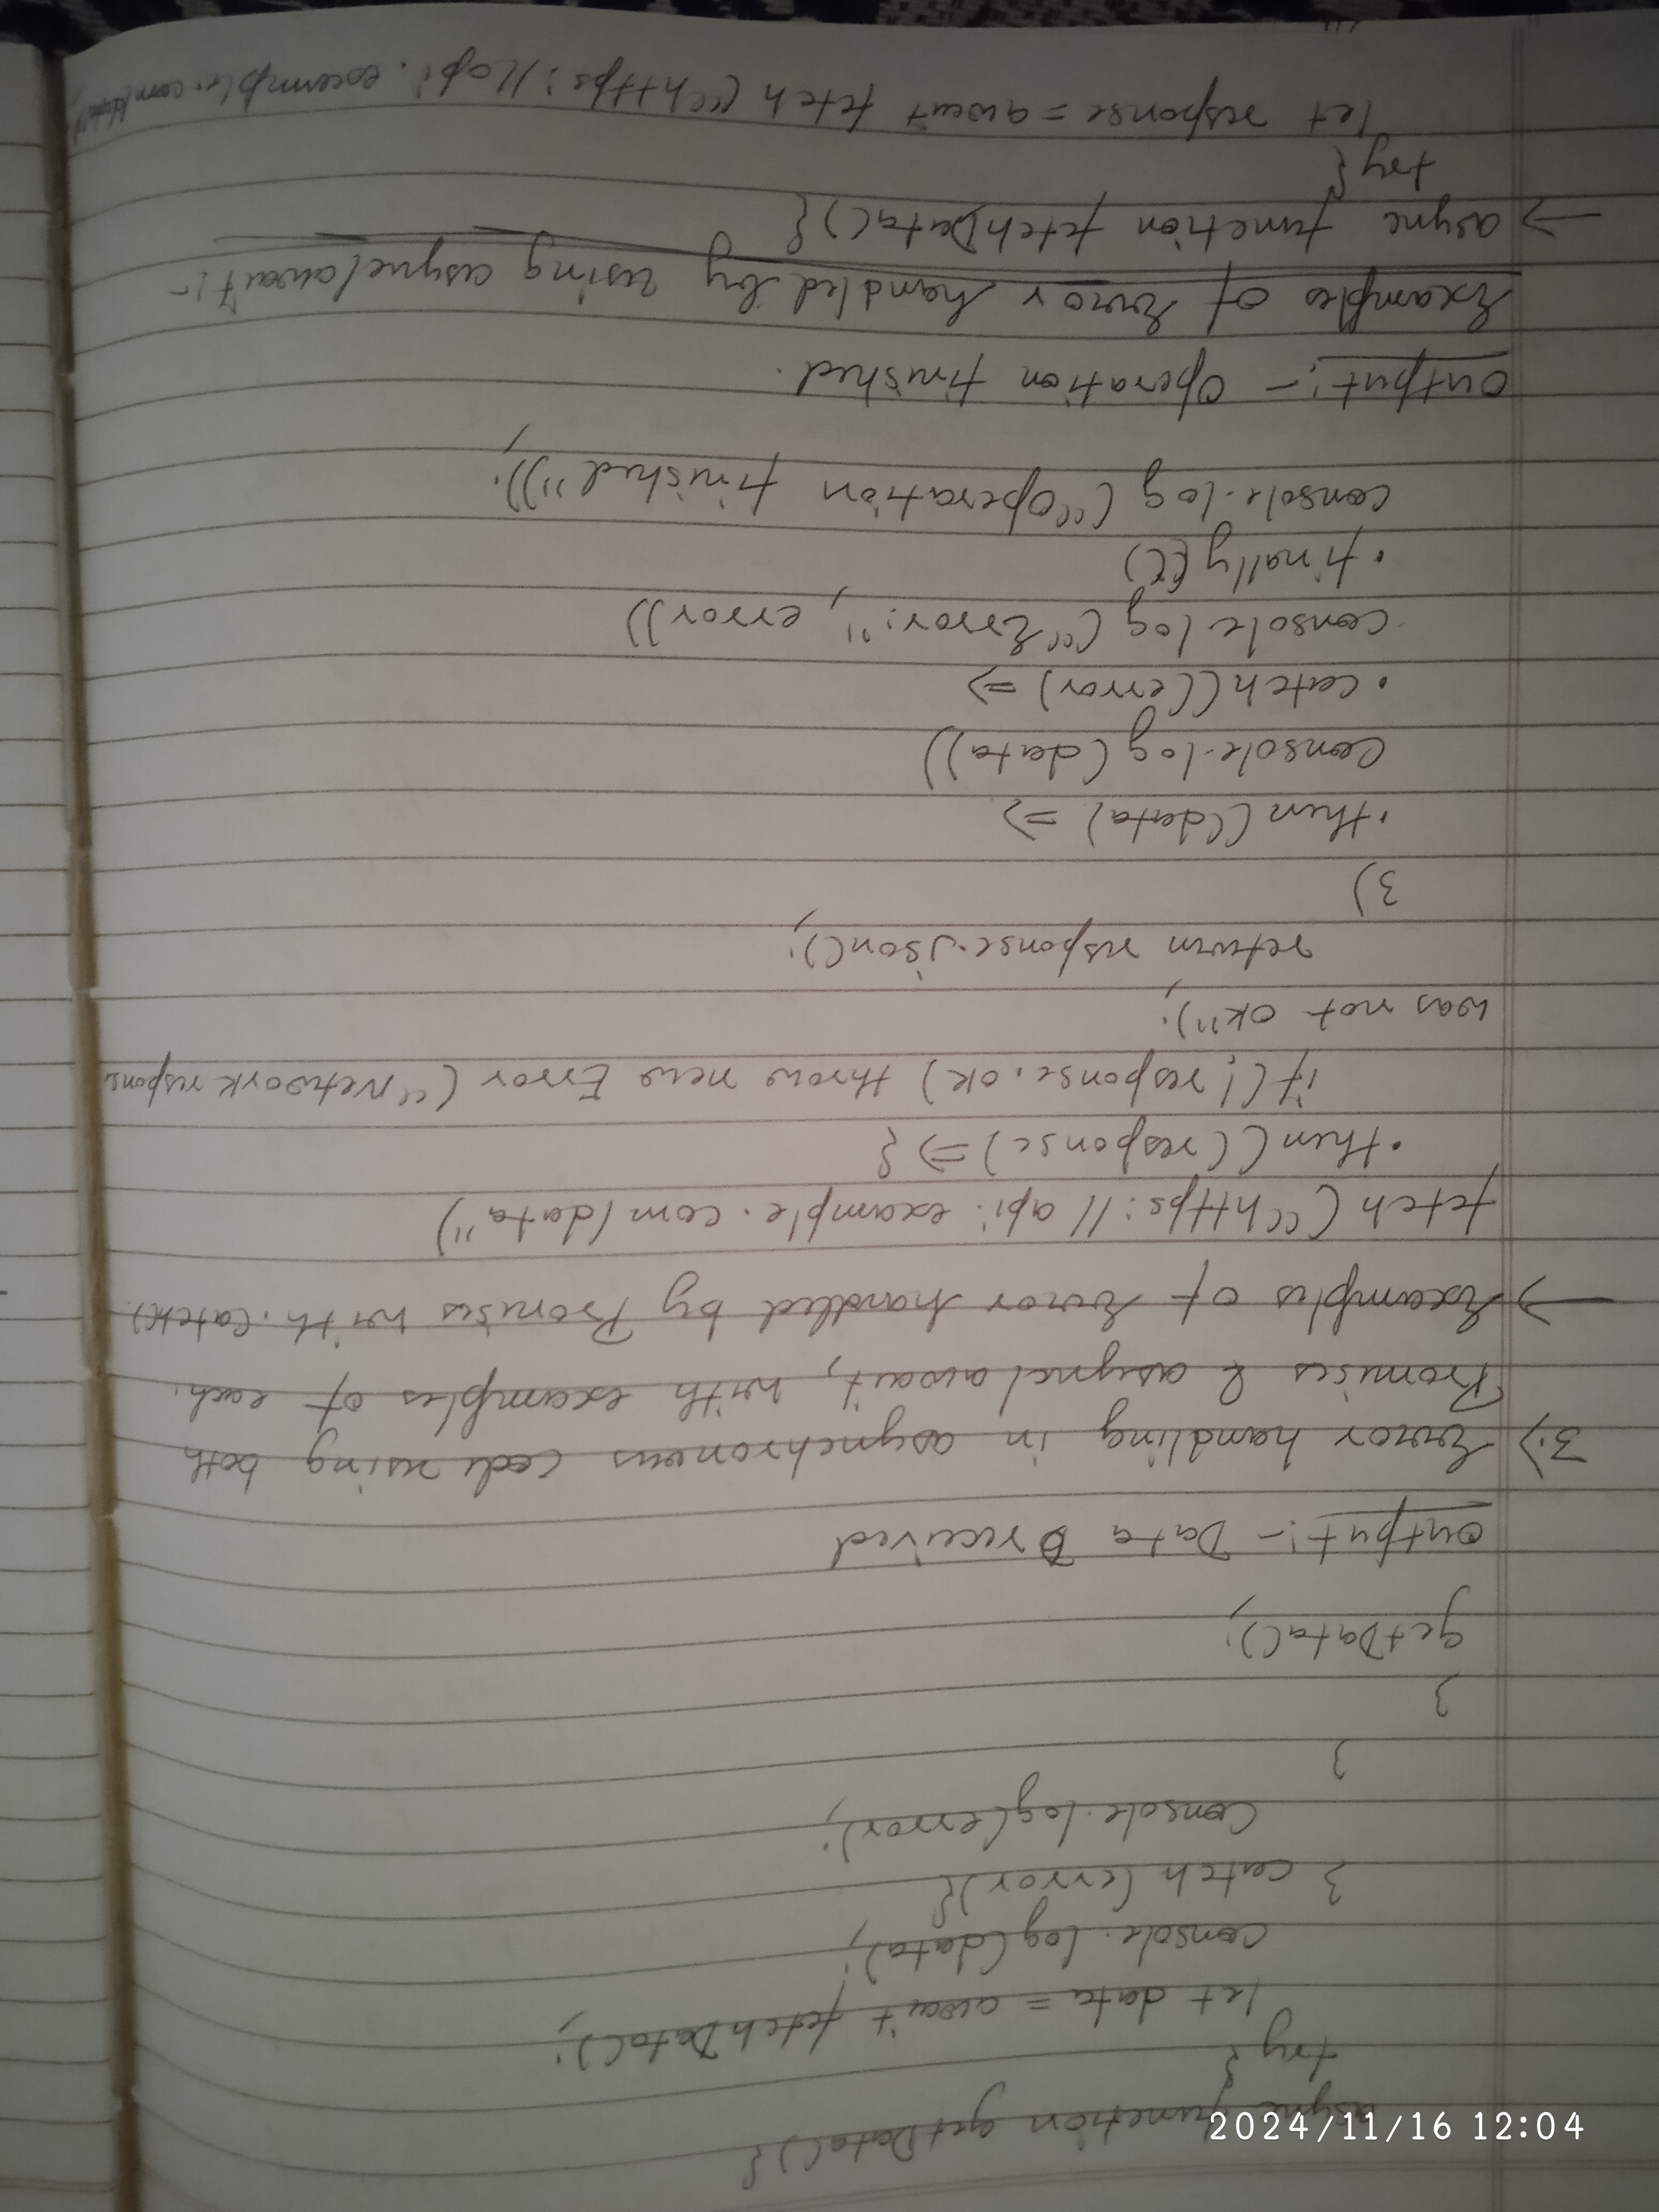 async function getData() {
try {
let data = await fetchData();
console.log(data);
} catch (error) {
console.log(error);
}
}
getData();
Output:- Data received
3.) Error handling in asynchronous code using both
Promises & async/await, with examples of each.
→ Examples of Error handled by Promises with .catch().
fetch ("https://api.example.com/data")
.then((response) => {
if (!response.ok) throw new Error ("Network response
was not ok");
return response.json();
})
.then((data) =>
console.log(data))
.catch((error) =>
console.log("Error:", error))
.finally(()
console.log("Operation finished"));
Output:- Operation finished.
Examples of Error handled by using async/await:-
→ async function fetchData() {
try {
let response = await fetch ("https://api.example.com/data");
2024/11/16 12:04